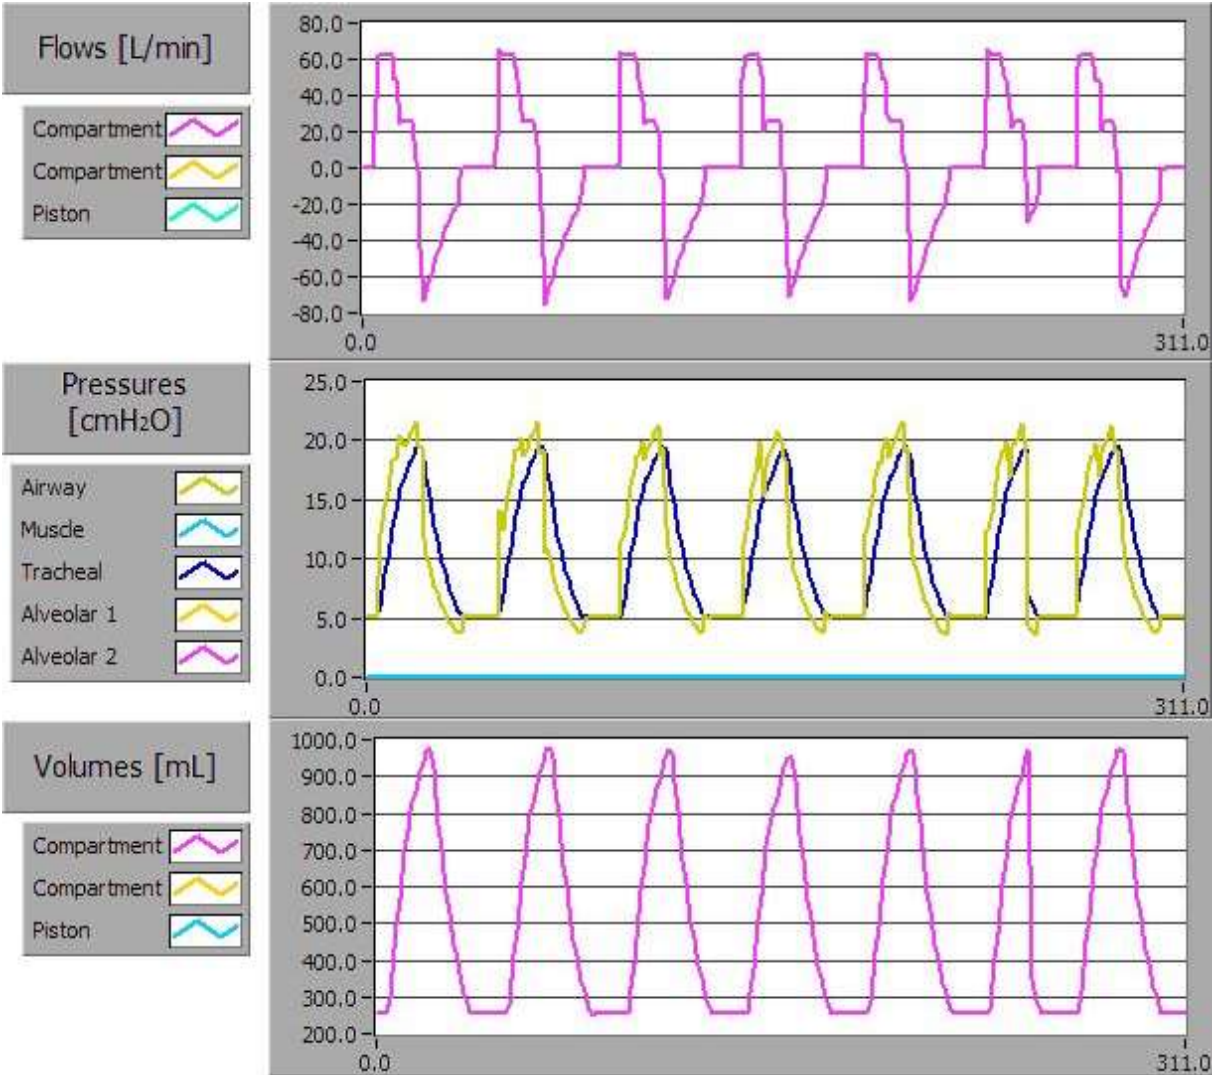 Flows [L/min]
Compartment
Compartment
Piston
80.0
60.0
40.0
20.0
0.0
-20.0
-40.0
-60.0
-80.0
0.0
311.0
Pressures
[cmH₂O]
Airway
Muscle
Tracheal
Alveolar 1
Alveolar 2
25.0
20.0
15.0
10.0
5.0
0.0
0.0
311.0
Volumes [mL]
Compartment
Compartment
Piston
1000.0
900.0
800.0
700.0
600.0
500.0
400.0
300.0
200.0
0.0
311.0